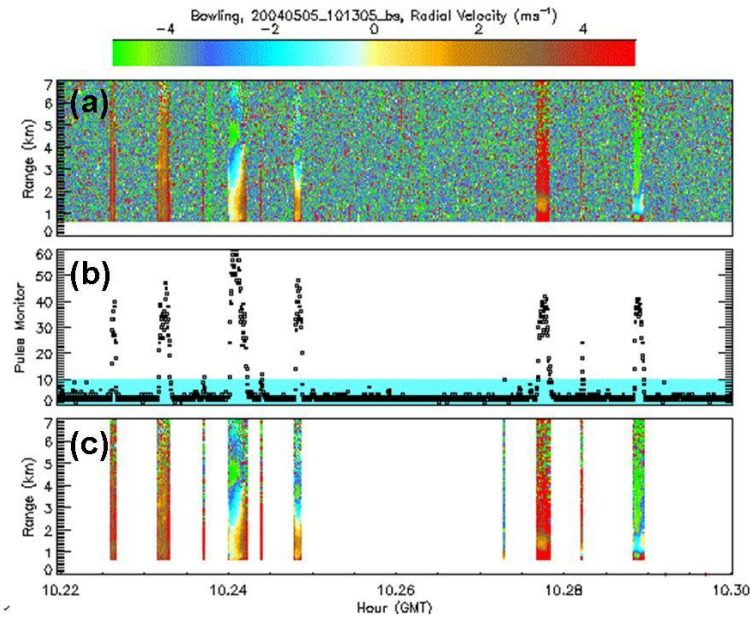 Bowling, 20040505_101305_bs, Radial Velocity (ms⁻¹)
−4 −2 0 2 4
(a)
Range (km)
7
6
5
4
3
2
1
0
(b)
Pulse Monitor
60
50
40
30
20
10
0
(c)
Range (km)
7
6
5
4
3
2
1
0
10.22 10.24 10.26 10.28 10.30
Hour (GMT)